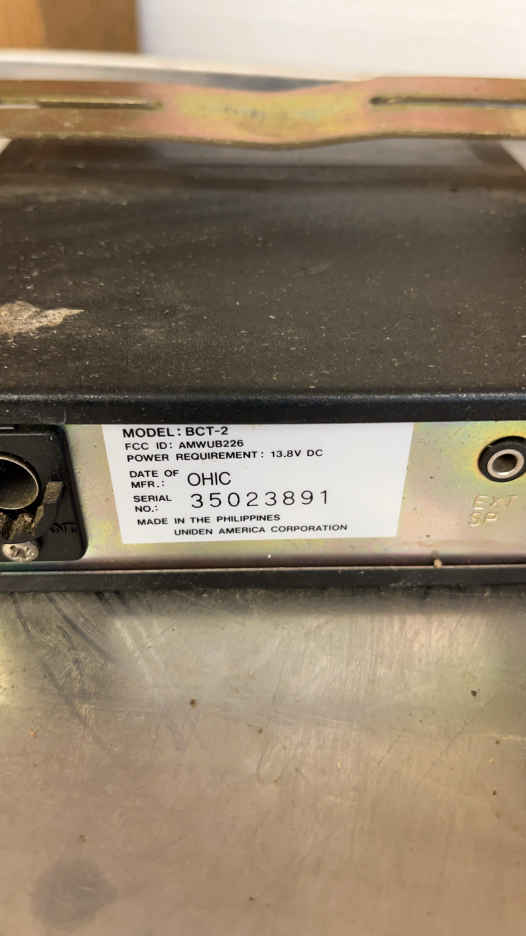 MODEL: BCT-2
FCC ID: AMWUB226
POWER REQUIREMENT: 13.8V DC
DATE OF MFR.: OHIC
SERIAL NO.: 35023891
MADE IN THE PHILIPPINES
UNIDEN AMERICA CORPORATION
EXT
SP